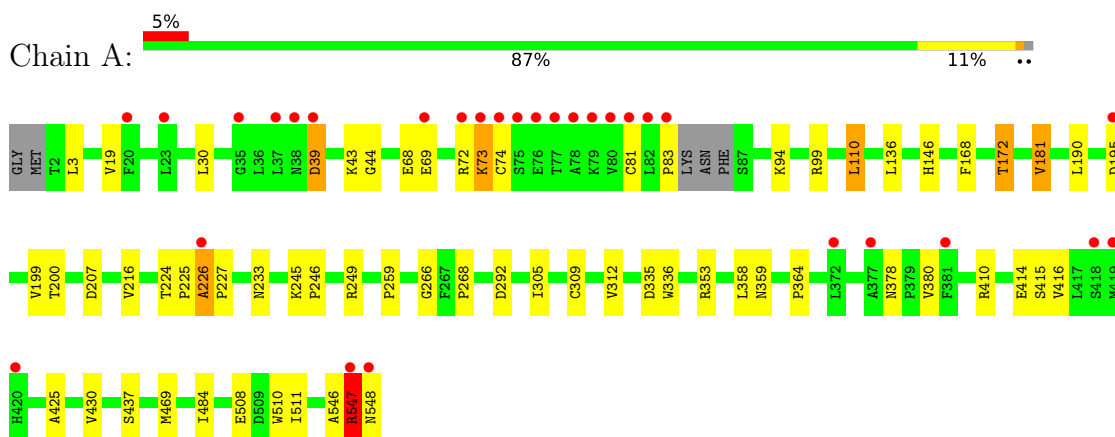 5%
Chain A:
87% 11% ••
GLY MET T2 L3 V19 F20 L23 L30 G35 L36 L37 N38 D39 K43 G44 E68 E69 R72 K73 C74 S75 E76 T77 A78 K79 V80 C81 L82 P83 LYS ASN PHE S87 K94 R99 L110 L136 H146 F168 T172 V181 L190 D195
V199 T200 D207 V216 T224 P225 A226 P227 N233 K245 P246 R249 P259 G266 F267 P268 D292 I305 C309 V312 D335 W336 R353 L358 N359 P364 L372 A377 N378 P379 V380 F381 R410 E414 S415 V416 L417 S418 M419
H420 A425 V430 S437 M469 I484 E508 D509 W510 I511 A546 R547 N548